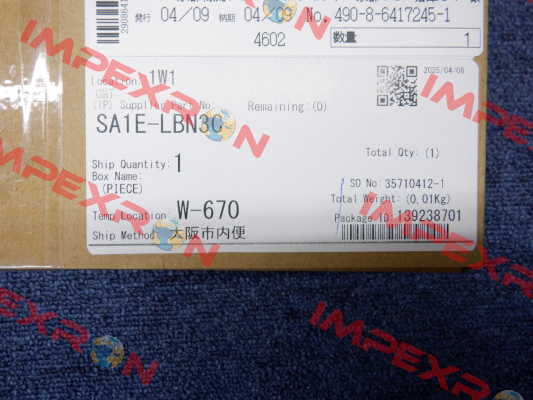 発行 04/09 納期 04/09 No. 490-8-6417245-1
4602 数量 1
Location: 1W1
2025/04/08
(IP) Supplier Part No: Remaining: (0)
SA1E-LBN3C
Total Qty: (1)
Ship Quantity: 1
Box Name:
(PIECE)
SO No: 35710412-1
Total Weight: (0.01Kg)
Temp Location: W-670
Package ID: 139238701
Ship Method: 大阪市内便
IMPEXRON
IMPEXRON
IMPEXRON
IMPEXRON
IMPEXRON